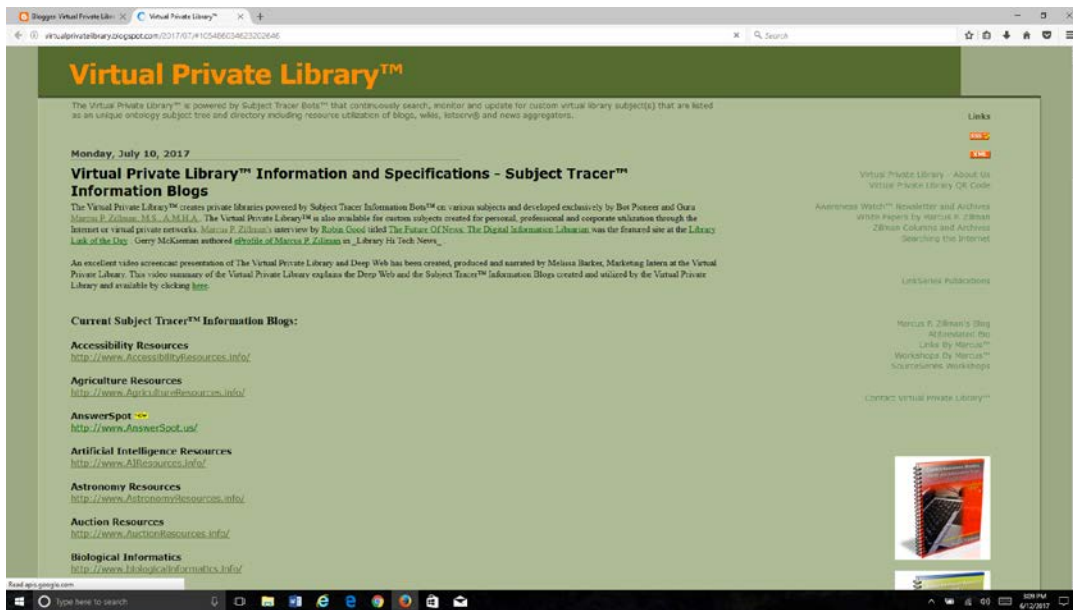 Blogger: Virtual Private Libr
Virtual Private Library™
virtualprivatelibrary.blogspot.com/2017/07/#105486034623202646
Search
Virtual Private Library™
The Virtual Private Library™ is powered by Subject Tracer Bots™ that continuously search, monitor and update for custom virtual library subject(s) that are listed
as an unique ontology subject tree and directory including resource utilization of blogs, wikis, listserv® and news aggregators.
Monday, July 10, 2017
Virtual Private Library™ Information and Specifications - Subject Tracer™
Information Blogs
The Virtual Private Library™ creates private libraries powered by Subject Tracer Information Bots™ on various subjects and developed exclusively by Bot Pioneer and Guru
Marcus P. Zillman, M.S., A.M.H.A.. The Virtual Private Library™ is also available for custom subjects created for personal, professional and corporate utilization through the
Internet or virtual private networks. Marcus P. Zillman's interview by Robin Good titled The Future Of News: The Digital Information Librarian was the featured site at the Library
Link of the Day . Gerry McKiernan authored eProfile of Marcus P. Zillman in _Library Hi Tech News_ .
An excellent video screencast presentation of The Virtual Private Library and Deep Web has been created, produced and narrated by Melissa Barker, Marketing Intern at the Virtual
Private Library. This video summary of the Virtual Private Library explains the Deep Web and the Subject Tracer™ Information Blogs created and utilized by the Virtual Private
Library and available by clicking here.
Current Subject Tracer™ Information Blogs:
Accessibility Resources
http://www.AccessibilityResources.info/
Agriculture Resources
http://www.AgricultureResources.info/
AnswerSpot
http://www.AnswerSpot.us/
Artificial Intelligence Resources
http://www.AIResources.info/
Astronomy Resources
http://www.AstronomyResources.info/
Auction Resources
http://www.AuctionResources.info/
Biological Informatics
http://www.biologicalInformatics.info/
Links
XML
Virtual Private Library - About Us
Virtual Private Library QR Code
Awareness Watch™ Newsletter and Archives
White Papers by Marcus P. Zillman
Zillman Columns and Archives
Searching the Internet
LinkSeries Publications
Marcus P. Zillman's Blog
Abbreviated Bio
Links By Marcus™
Workshops By Marcus™
SourceSeries Workshops
Contact Virtual Private Library™
Read apis.google.com
Type here to search
3:09 PM
6/12/2017